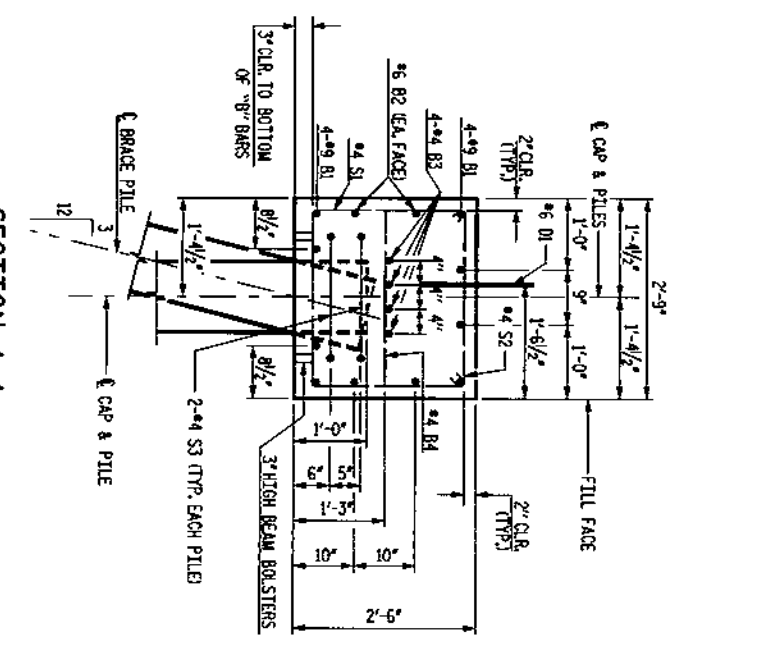 2'-9"
1'-4½"
1'-4½"
1'-0"
9"
1'-0"
1'-6½"
℄ CAP & PILES
#6 D1
2" CLR.
(TYP.)
4-#9 B1
4-#4 B3
#6 B2 (EA. FACE)
#4 S1
4-#9 B1
3" CLR. TO BOTTOM
OF "B" BARS
#4 S2
4"
4"
4"
8½"
1'-4½"
8½"
℄ BRACE PILE
12
3
℄ CAP & PILE
2-#4 S3 (TYP. EACH PILE)
3" HIGH BEAM BOLSTERS
#4 B4
FILL FACE
2" CLR.
(TYP.)
1'-0"
6"
5"
1'-3"
10"
10"
2'-6"